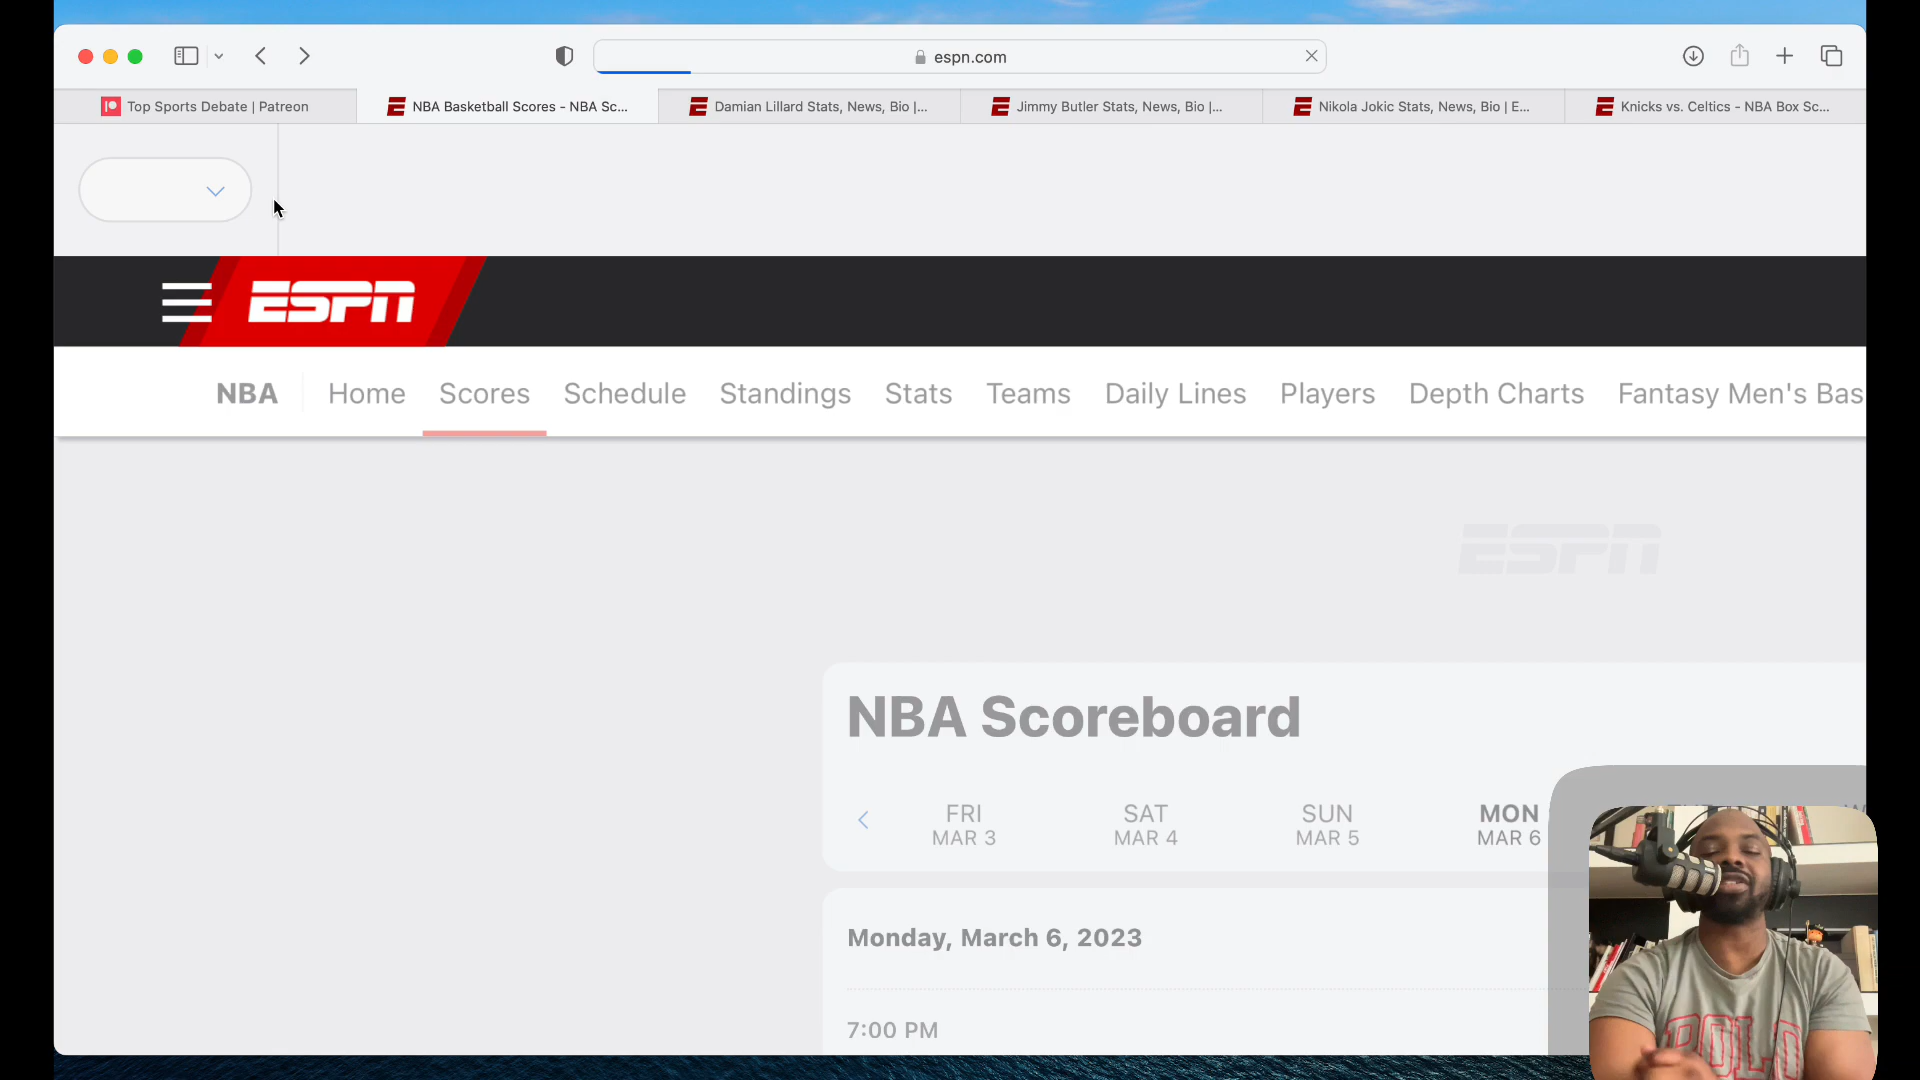 espn.com
Top Sports Debate | Patreon
NBA Basketball Scores - NBA Sc...
Damian Lillard Stats, News, Bio |...
Jimmy Butler Stats, News, Bio |...
Nikola Jokic Stats, News, Bio | E...
Knicks vs. Celtics - NBA Box Sc...
ESPN
NBA Home Scores Schedule Standings Stats Teams Daily Lines Players Depth Charts Fantasy Men's Bas
ESPN
NBA Scoreboard
FRI SAT SUN MON
MAR 3 MAR 4 MAR 5 MAR 6
Monday, March 6, 2023
7:00 PM
POLO